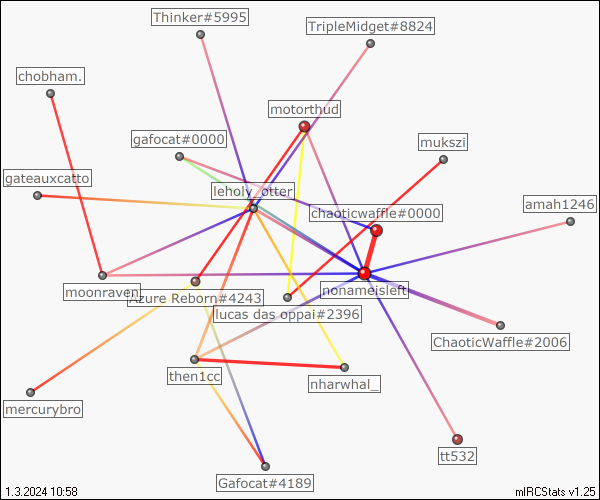 Thinker#5995
TripleMidget#8824
chobham.
motorthud
gafocat#0000
mukszi
gateauxcatto
leholy_otter
amah1246
chaoticwaffle#0000
moonraven
Azure Reborn#4243
nonameisleft
lucas das oppai#2396
ChaoticWaffle#2006
then1cc
nharwhal_
mercurybro
tt532
Gafocat#4189
1.3.2024 10:58
mIRCStats v1.25